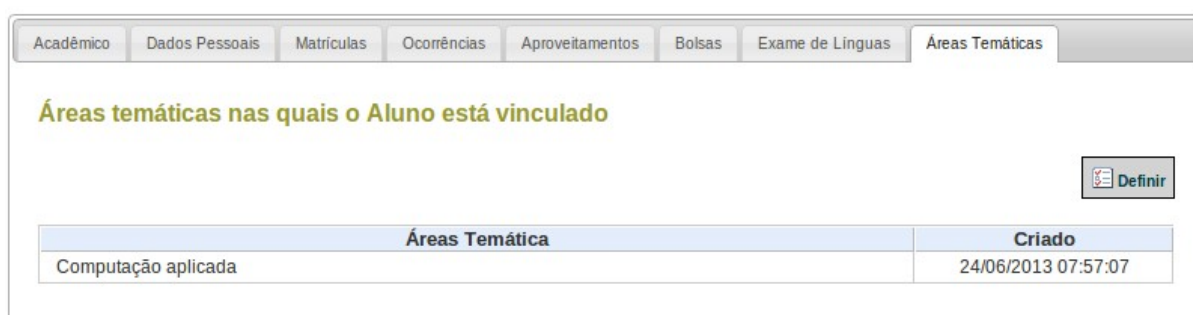 Acadêmico Dados Pessoais Matrículas Ocorrências Aproveitamentos Bolsas Exame de Línguas Áreas Temáticas
Áreas temáticas nas quais o Aluno está vinculado
Definir
Áreas Temática Criado
Computação aplicada 24/06/2013 07:57:07